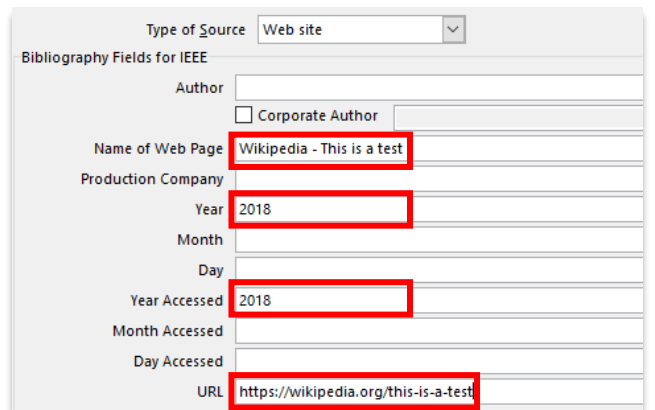 Type of Source Web site
Bibliography Fields for IEEE
Author
Corporate Author
Name of Web Page Wikipedia - This is a test
Production Company
Year 2018
Month
Day
Year Accessed 2018
Month Accessed
Day Accessed
URL https://wikipedia.org/this-is-a-test